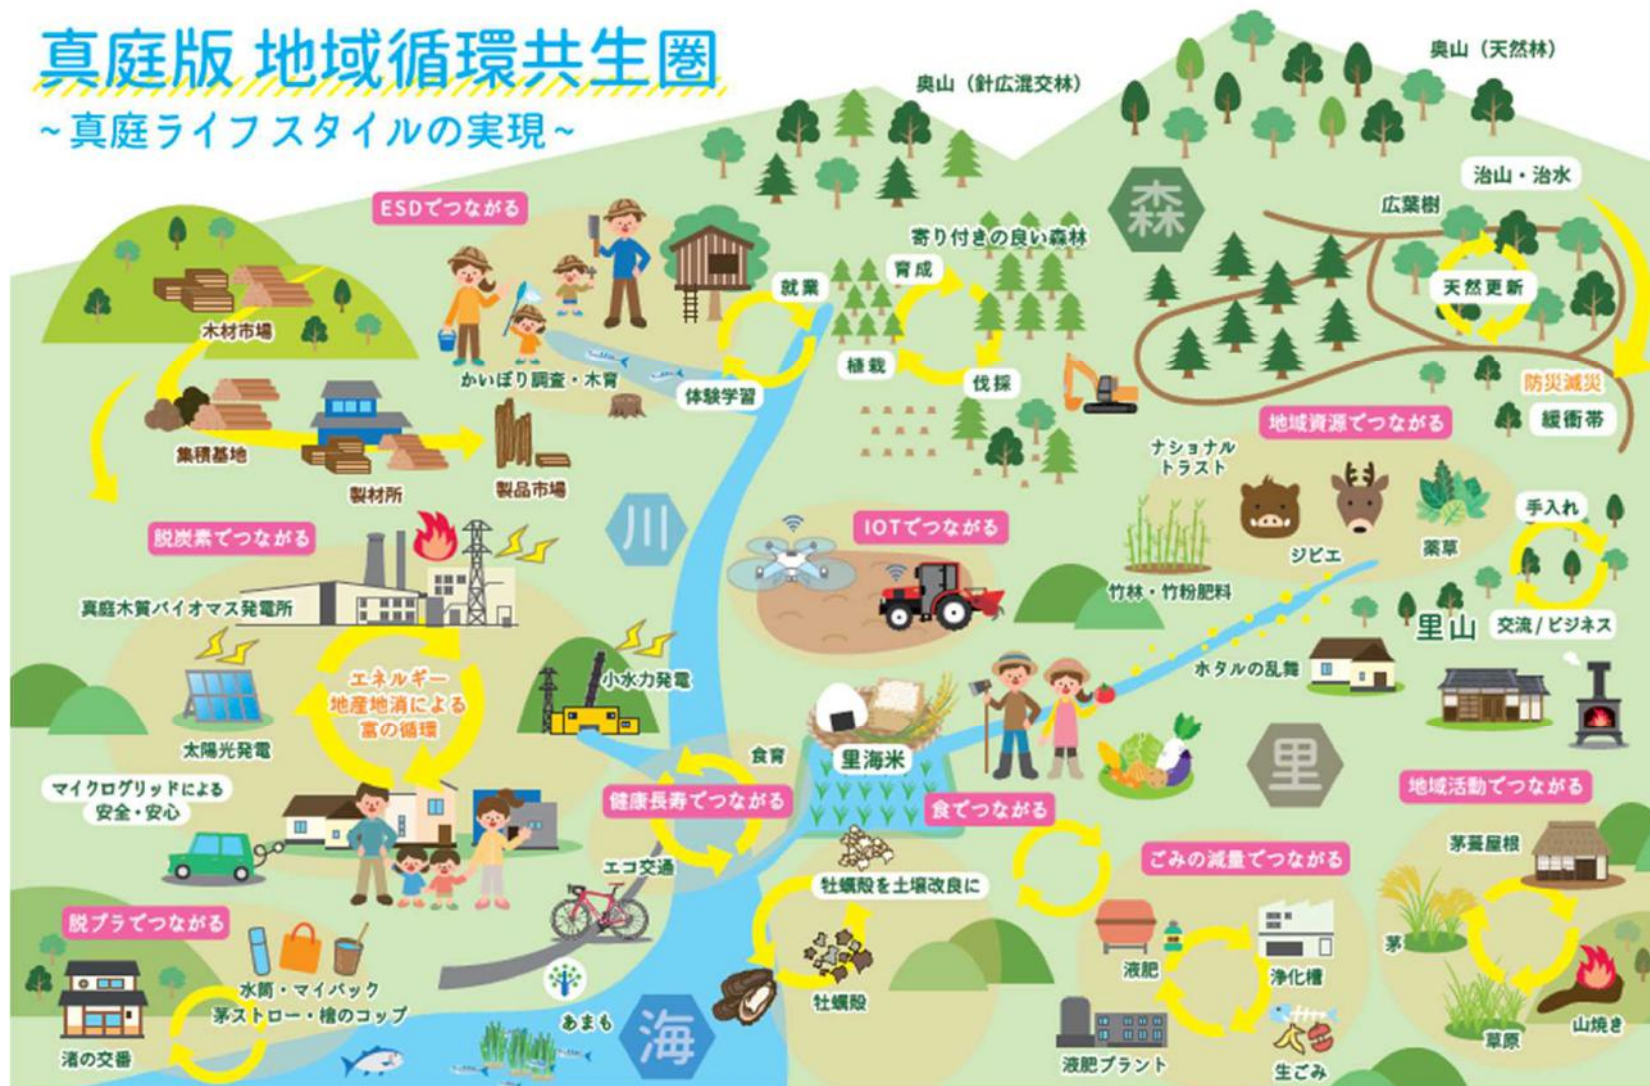 真庭版 地域循環共生圏
~真庭ライフスタイルの実現~
奥山（針広混交林）
奥山（天然林）
森
治山・治水
広葉樹
天然更新
防災減災
緩衝帯
ESDでつながる
かいぼり調査・木育
就業
体験学習
寄り付きの良い森林
育成
植栽
伐採
木材市場
集積基地
製材所
製品市場
川
脱炭素でつながる
真庭木質バイオマス発電所
エネルギー
地産地消による
富の循環
太陽光発電
小水力発電
マイクログリッドによる
安全・安心
IOTでつながる
地域資源でつながる
ナショナル
トラスト
竹林・竹粉肥料
ジビエ
薬草
手入れ
里山
交流/ビジネス
ホタルの乱舞
里
食育
里海米
健康長寿でつながる
食でつながる
エコ交通
牡蠣殻を土壌改良に
牡蠣殻
ごみの減量でつながる
液肥
浄化槽
液肥プラント
生ごみ
地域活動でつながる
茅葺屋根
茅
草原
山焼き
脱プラでつながる
水筒・マイバック
茅ストロー・檜のコップ
渚の交番
あまも
海